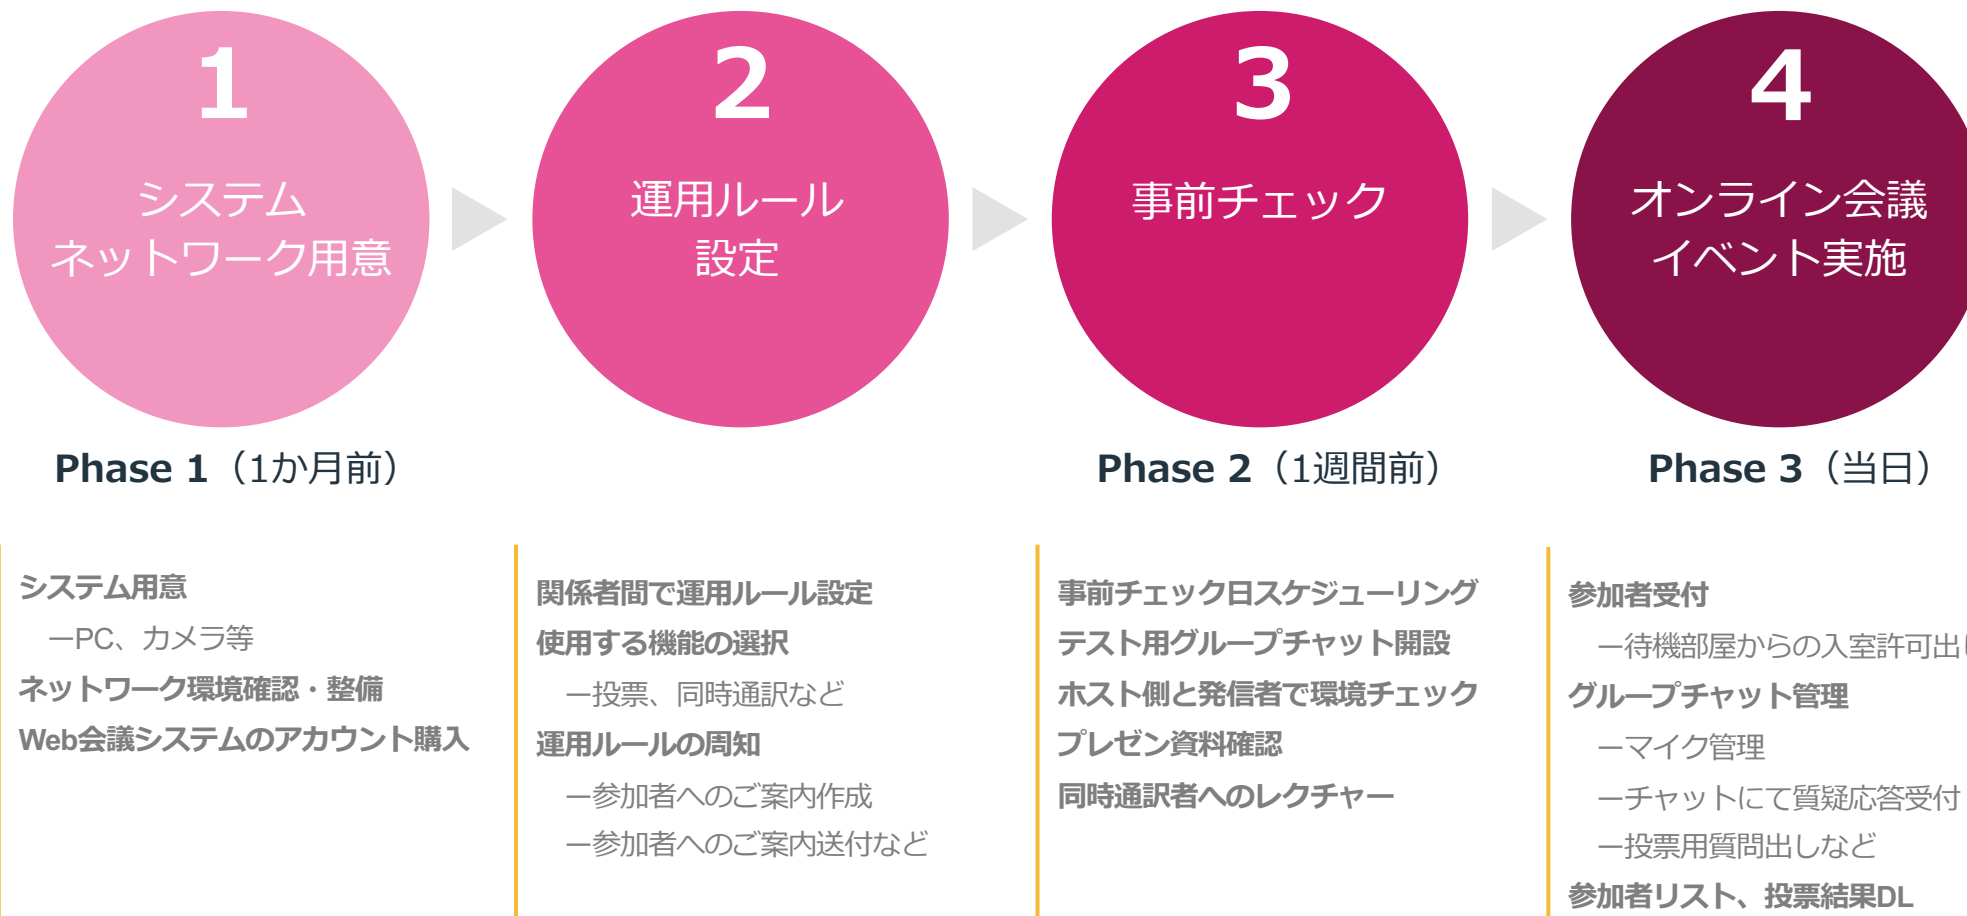 1
システム
ネットワーク用意
2
運用ルール
設定
3
事前チェック
4
オンライン会議
イベント実施
Phase 1（1か月前）
Phase 2（1週間前）
Phase 3（当日）
システム用意
ーPC、カメラ等
ネットワーク環境確認・整備
Web会議システムのアカウント購入
関係者間で運用ルール設定
使用する機能の選択
ー投票、同時通訳など
運用ルールの周知
ー参加者へのご案内作成
ー参加者へのご案内送付など
事前チェック日スケジューリング
テスト用グループチャット開設
ホスト側と発信者で環境チェック
プレゼン資料確認
同時通訳者へのレクチャー
参加者受付
ー待機部屋からの入室許可出し
グループチャット管理
ーマイク管理
ーチャットにて質疑応答受付
ー投票用質問出しなど
参加者リスト、投票結果DL